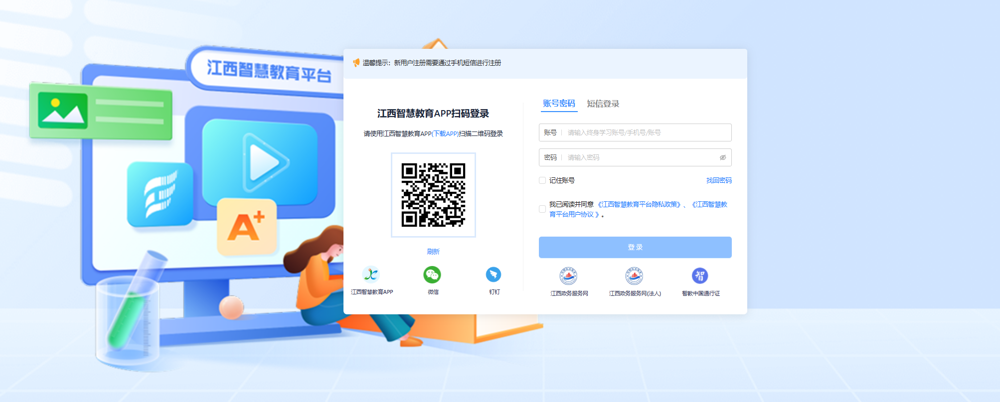 江西智慧教育平台
A+
温馨提示：新用户注册需要通过手机短信进行注册
江西智慧教育APP扫码登录
请使用江西智慧教育APP(下载APP)扫描二维码登录
刷新
江西智慧教育APP
微信
钉钉
账号密码 短信登录
账号 请输入终身学习账号/手机号/账号
密码 请输入密码
记住账号 找回密码
我已阅读并同意《江西智慧教育平台隐私政策》、《江西智慧教
育平台用户协议 》。
登录
智
江西政务服务网
江西政务服务网(法人)
智教中国通行证